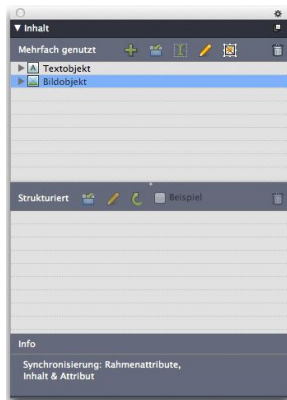 Inhalt
Mehrfach genutzt
A Textobjekt
Bildobjekt
Strukturiert Beispiel
Info
Synchronisierung: Rahmenattribute,
Inhalt & Attribut